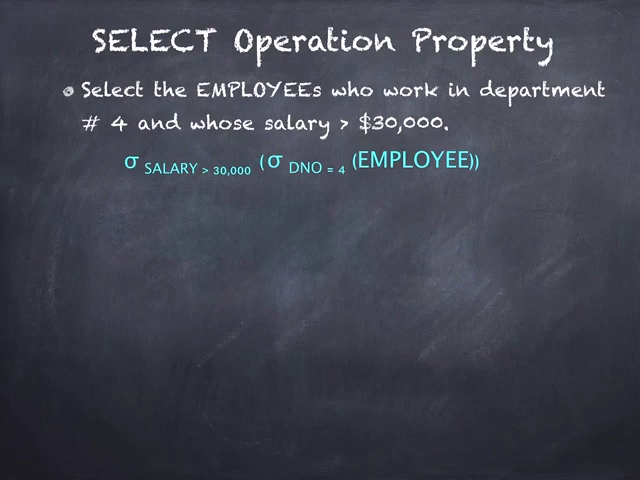 SELECT Operation Property
Select the EMPLOYEEs who work in department
# 4 and whose salary > $30,000.
σ SALARY > 30,000 (σ DNO = 4 (EMPLOYEE))